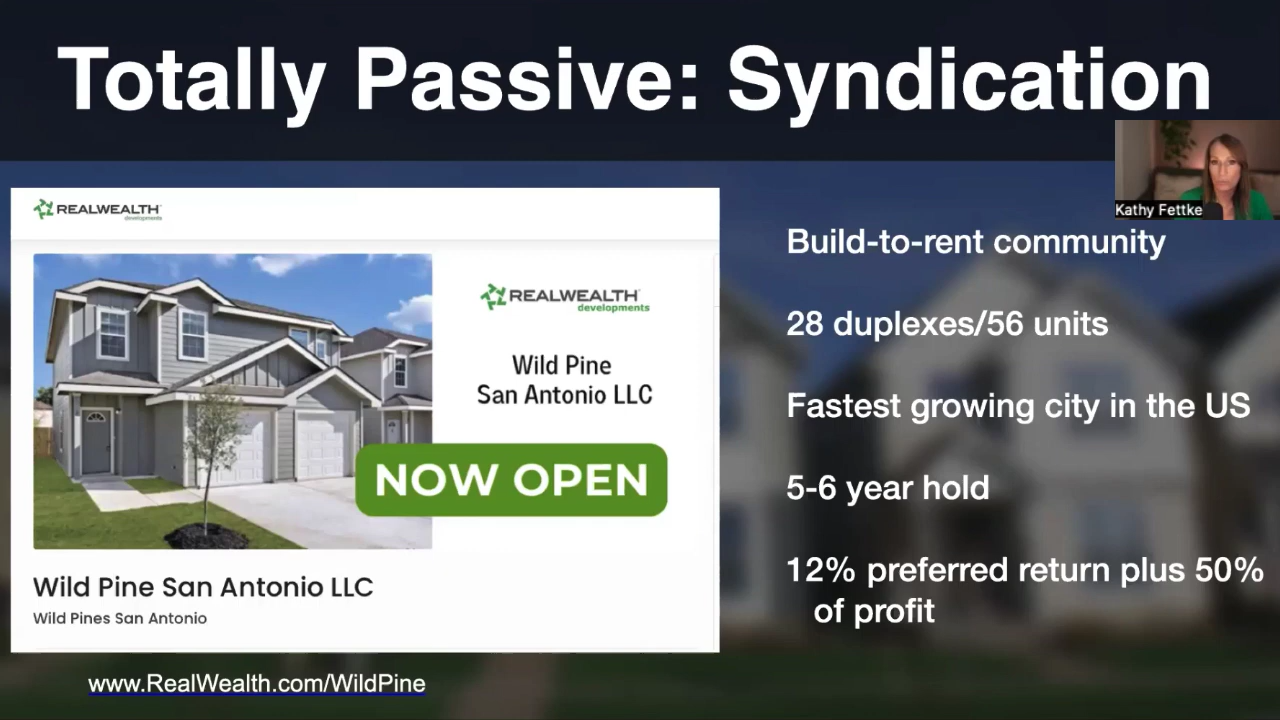 Totally Passive: Syndication
Kathy Fettke
REALWEALTH
developments
REALWEALTH
developments
Wild Pine
San Antonio LLC
NOW OPEN
Wild Pine San Antonio LLC
Wild Pines San Antonio
www.RealWealth.com/WildPine
Build-to-rent community
28 duplexes/56 units
Fastest growing city in the US
5-6 year hold
12% preferred return plus 50%
of profit